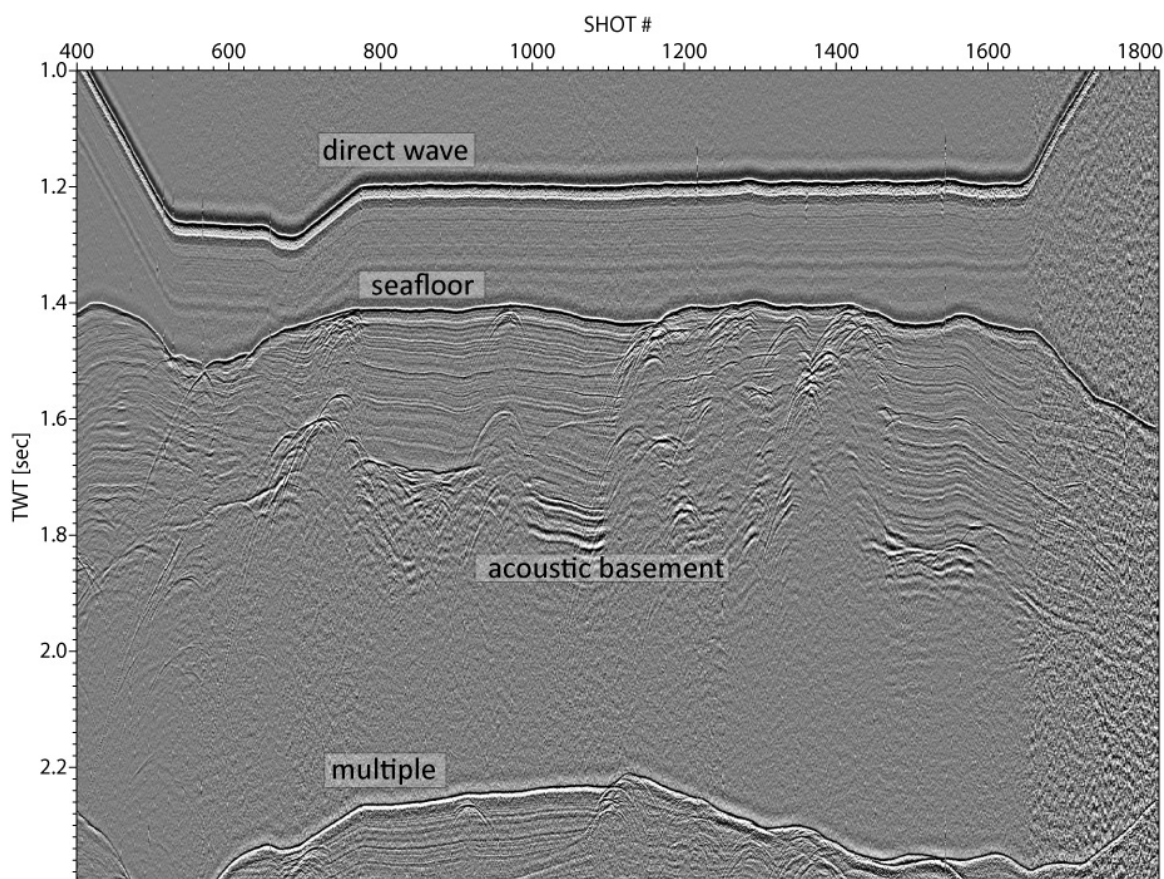 SHOT #
400 600 800 1000 1200 1400 1600 1800
1.0
direct wave
1.2
seafloor
1.4
1.6
TWT [sec]
1.8
acoustic basement
2.0
multiple
2.2